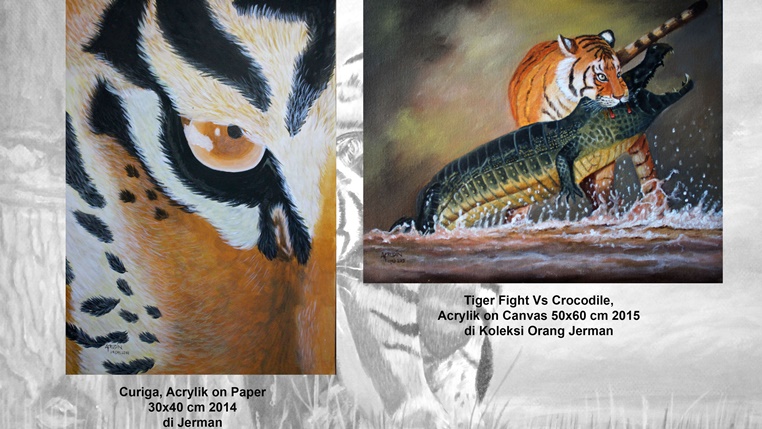 Curiga, Acrylik on Paper
30x40 cm 2014
di Jerman
Tiger Fight Vs Crocodile,
Acrylik on Canvas 50x60 cm 2015
di Koleksi Orang Jerman